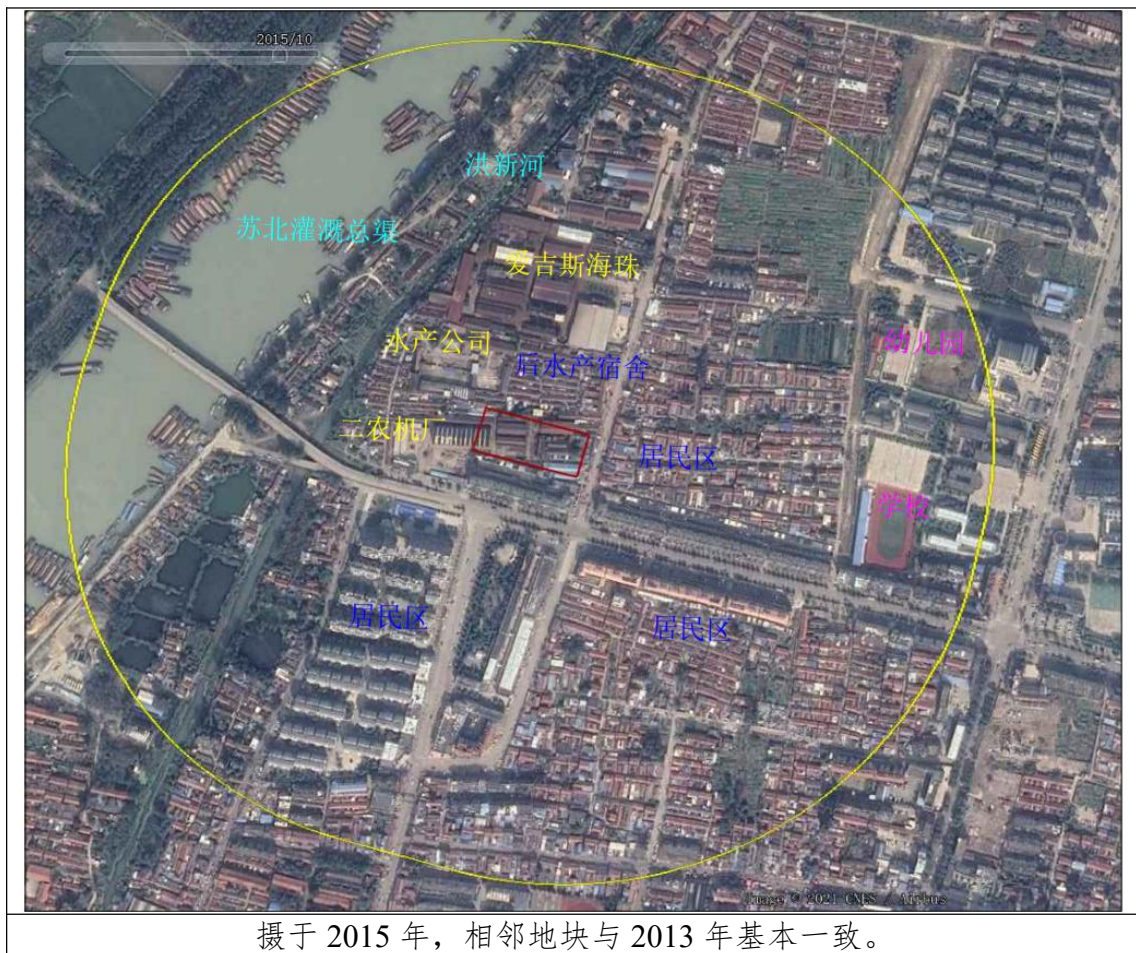 2015/10
洪新河
苏北灌溉总渠
爱吉斯海珠
水产公司
后水产宿舍
幼儿园
二农机厂
居民区
学校
居民区
居民区
Image © 2021 CNES / Airbus
摄于 2015 年，相邻地块与 2013 年基本一致。